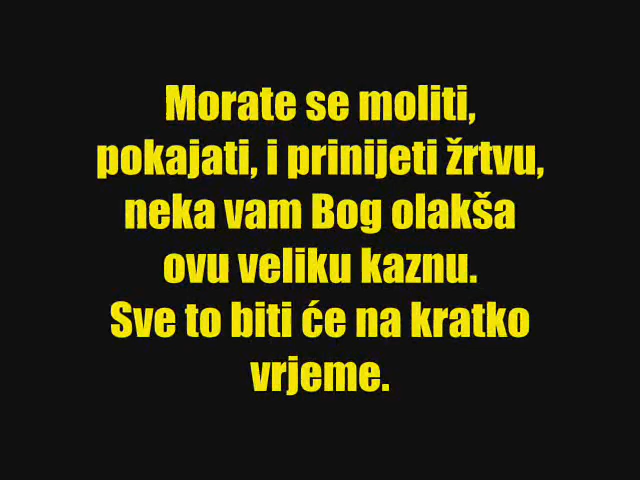 Morate se moliti,
pokajati, i prinijeti žrtvu,
neka vam Bog olakša
ovu veliku kaznu.
Sve to biti će na kratko
vrjeme.